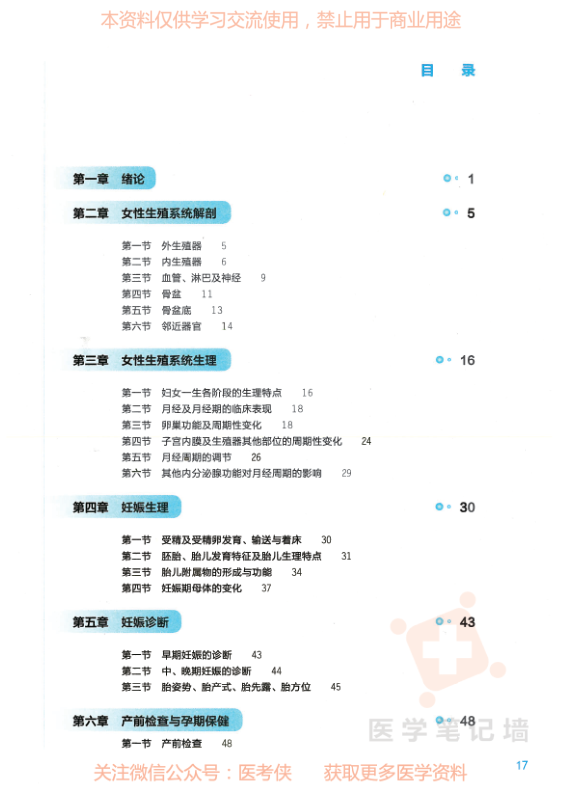 本资料仅供学习交流使用，禁止用于商业用途
目 录
第一章 绪论 1
第二章 女性生殖系统解剖 5
第一节 外生殖器 5
第二节 内生殖器 6
第三节 血管、淋巴及神经 9
第四节 骨盆 11
第五节 骨盆底 13
第六节 邻近器官 14
第三章 女性生殖系统生理 16
第一节 妇女一生各阶段的生理特点 16
第二节 月经及月经期的临床表现 18
第三节 卵巢功能及周期性变化 18
第四节 子宫内膜及生殖器其他部位的周期性变化 24
第五节 月经周期的调节 26
第六节 其他内分泌腺功能对月经周期的影响 29
第四章 妊娠生理 30
第一节 受精及受精卵发育、输送与着床 30
第二节 胚胎、胎儿发育特征及胎儿生理特点 31
第三节 胎儿附属物的形成与功能 34
第四节 妊娠期母体的变化 37
第五章 妊娠诊断 43
第一节 早期妊娠的诊断 43
第二节 中、晚期妊娠的诊断 44
第三节 胎姿势、胎产式、胎先露、胎方位 45
第六章 产前检查与孕期保健 48
第一节 产前检查 48
医学笔记墙
17
关注微信公众号：医考侠 获取更多医学资料